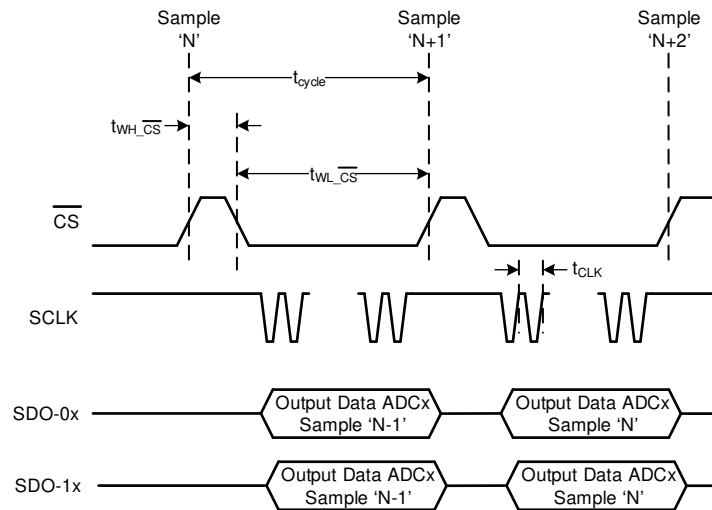 Sample Sample Sample
‘N’ ‘N+1’ ‘N+2’
tcycle
tWH_CS
tWL_CS
CS
tCLK
SCLK
SDO-0x Output Data ADCx Output Data ADCx
Sample ‘N-1’ Sample ‘N’
SDO-1x Output Data ADCx Output Data ADCx
Sample ‘N-1’ Sample ‘N’